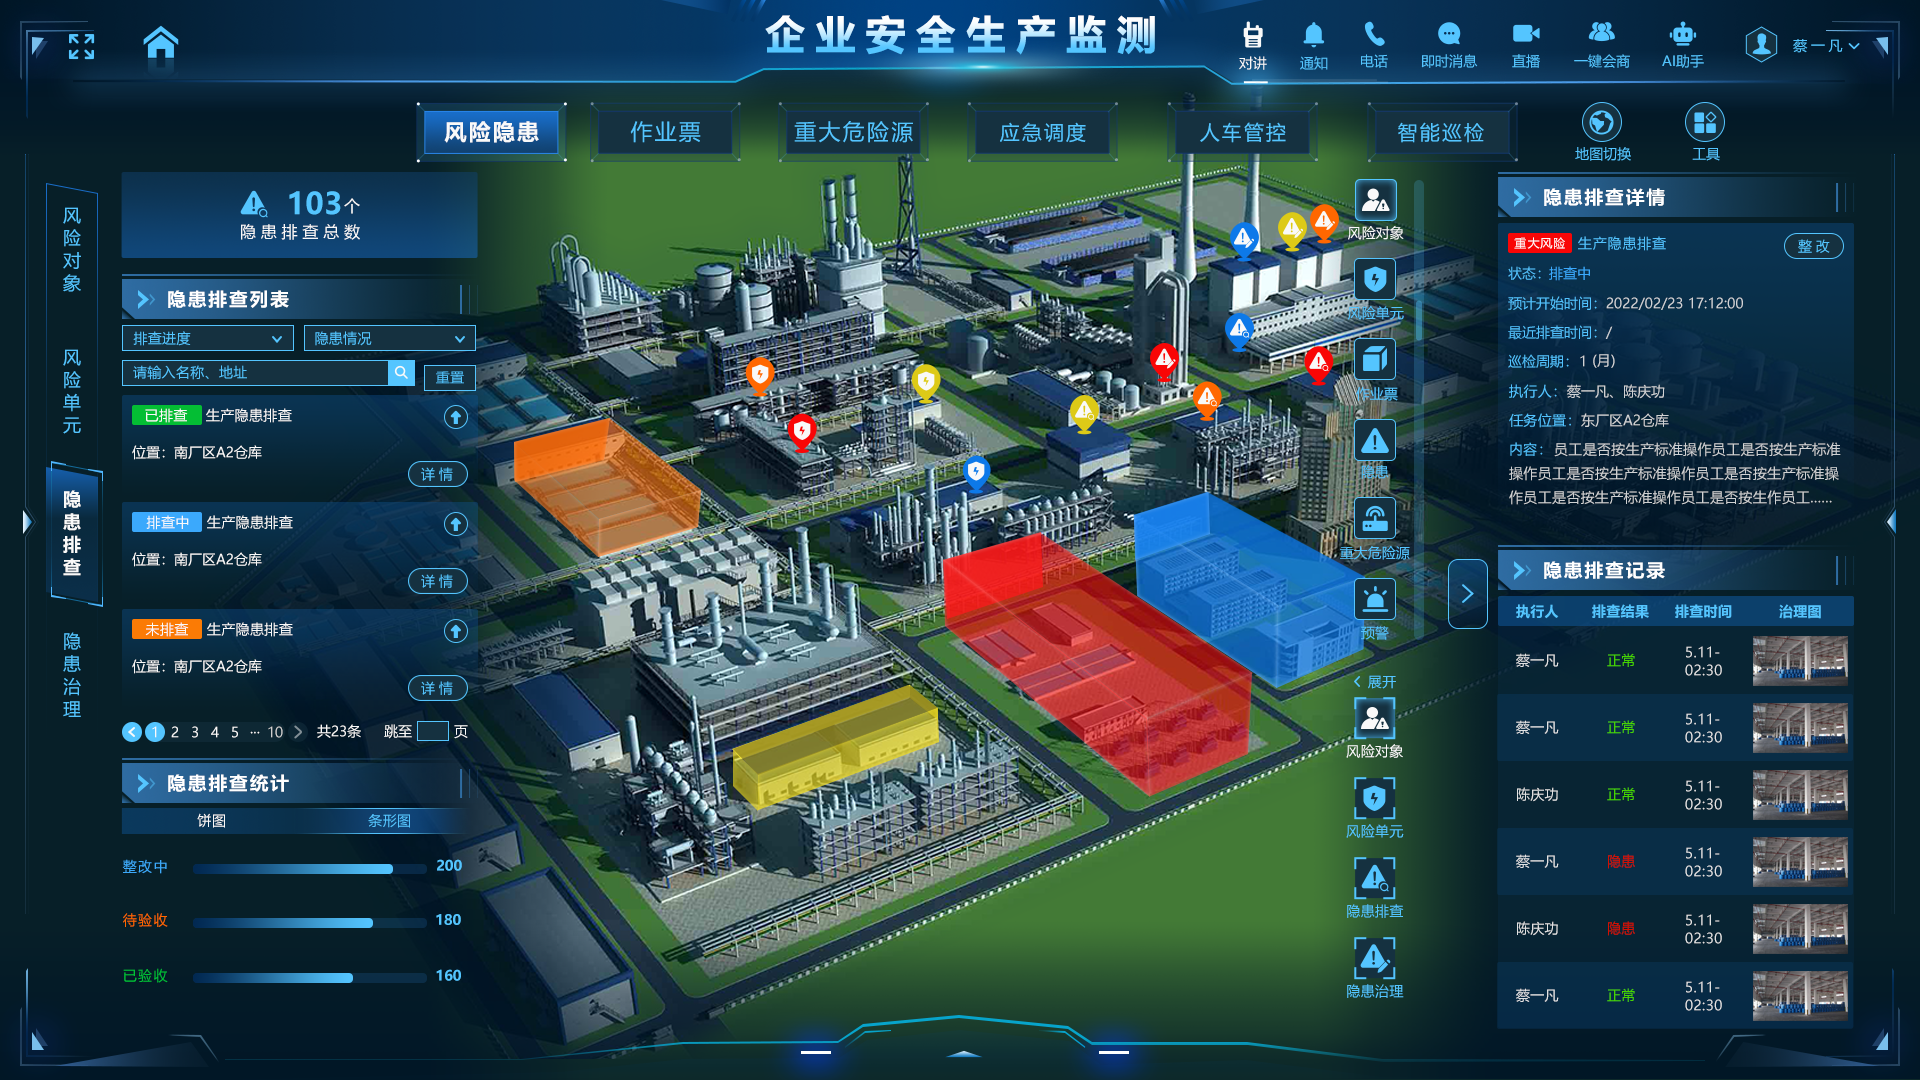 企业安全生产监测
对讲
通知
电话
即时消息
直播
一键会商
AI助手
蔡一凡
风险隐患
作业票
重大危险源
应急调度
人车管控
智能巡检
地图切换
工具
风险对象
风险单元
隐患排查
隐患治理
103个
隐患排查总数
隐患排查列表
排查进度
隐患情况
请输入名称、地址
重置
已排查 生产隐患排查
位置：南厂区A2仓库
详情
排查中 生产隐患排查
位置：南厂区A2仓库
详情
未排查 生产隐患排查
位置：南厂区A2仓库
详情
1 2 3 4 5 ··· 10 共23条 跳至 页
隐患排查统计
饼图 条形图
整改中 200
待验收 180
已验收 160
风险对象
风险单元
作业票
隐患
重大危险源
预警
展开
风险对象
风险单元
隐患排查
隐患治理
隐患排查详情
重大风险 生产隐患排查
整改
状态：排查中
预计开始时间：2022/02/23 17:12:00
最近排查时间：/
巡检周期：1 (月)
执行人：蔡一凡、陈庆功
任务位置：东厂区A2仓库
内容：员工是否按生产标准操作员工是否按生产标准
操作员工是否按生产标准操作员工是否按生产标准操
作员工是否按生产标准操作员工是否按生作员工......
隐患排查记录
执行人 排查结果 排查时间 治理图
蔡一凡 正常 5.11-
02:30
蔡一凡 正常 5.11-
02:30
陈庆功 正常 5.11-
02:30
蔡一凡 隐患 5.11-
02:30
陈庆功 隐患 5.11-
02:30
蔡一凡 正常 5.11-
02:30